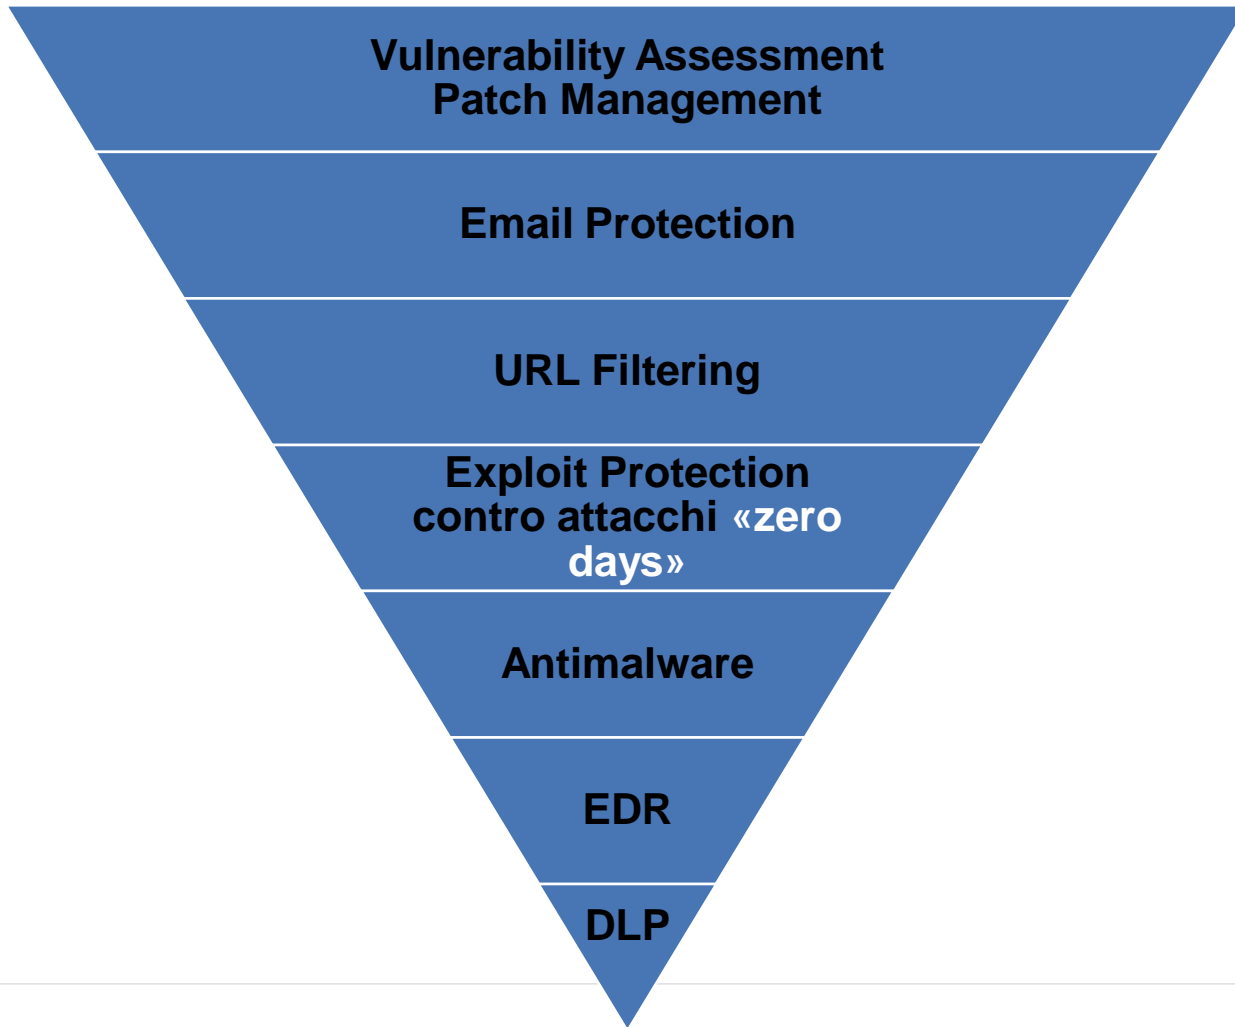 Vulnerability Assessment
Patch Management
Email Protection
URL Filtering
Exploit Protection
contro attacchi «zero
days»
Antimalware
EDR
DLP